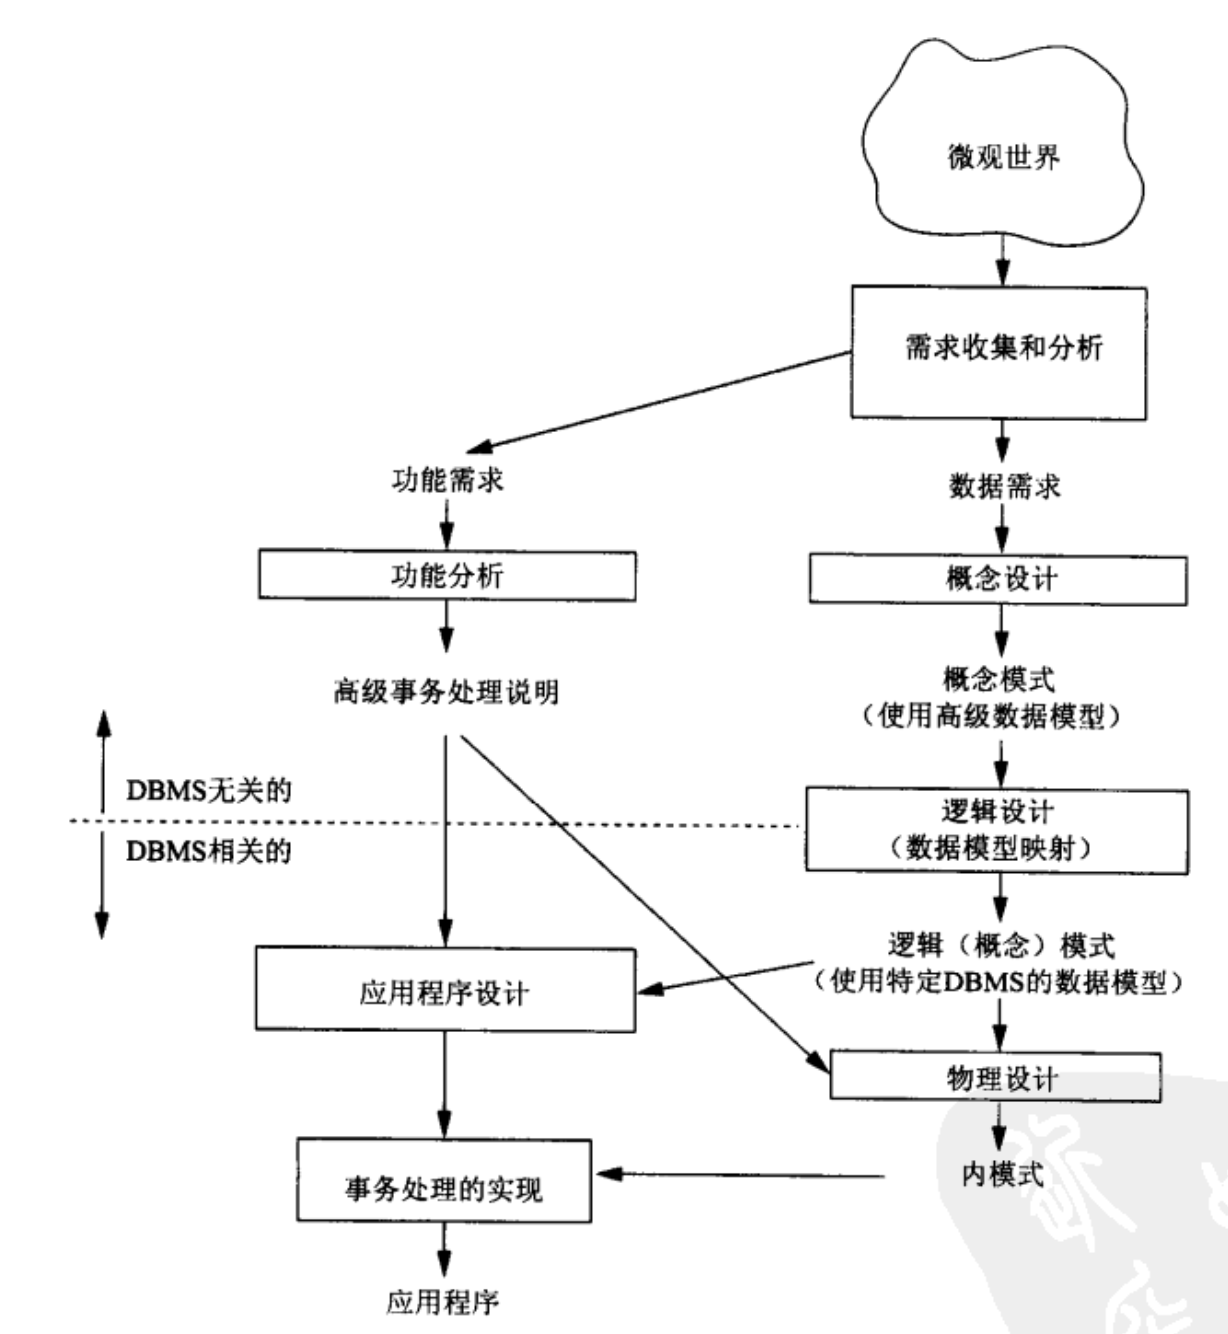 微观世界
需求收集和分析
功能需求
数据需求
功能分析
概念设计
高级事务处理说明
概念模式
（使用高级数据模型）
DBMS无关的
DBMS相关的
逻辑设计
（数据模型映射）
逻辑（概念）模式
（使用特定DBMS的数据模型）
应用程序设计
物理设计
内模式
事务处理的实现
应用程序